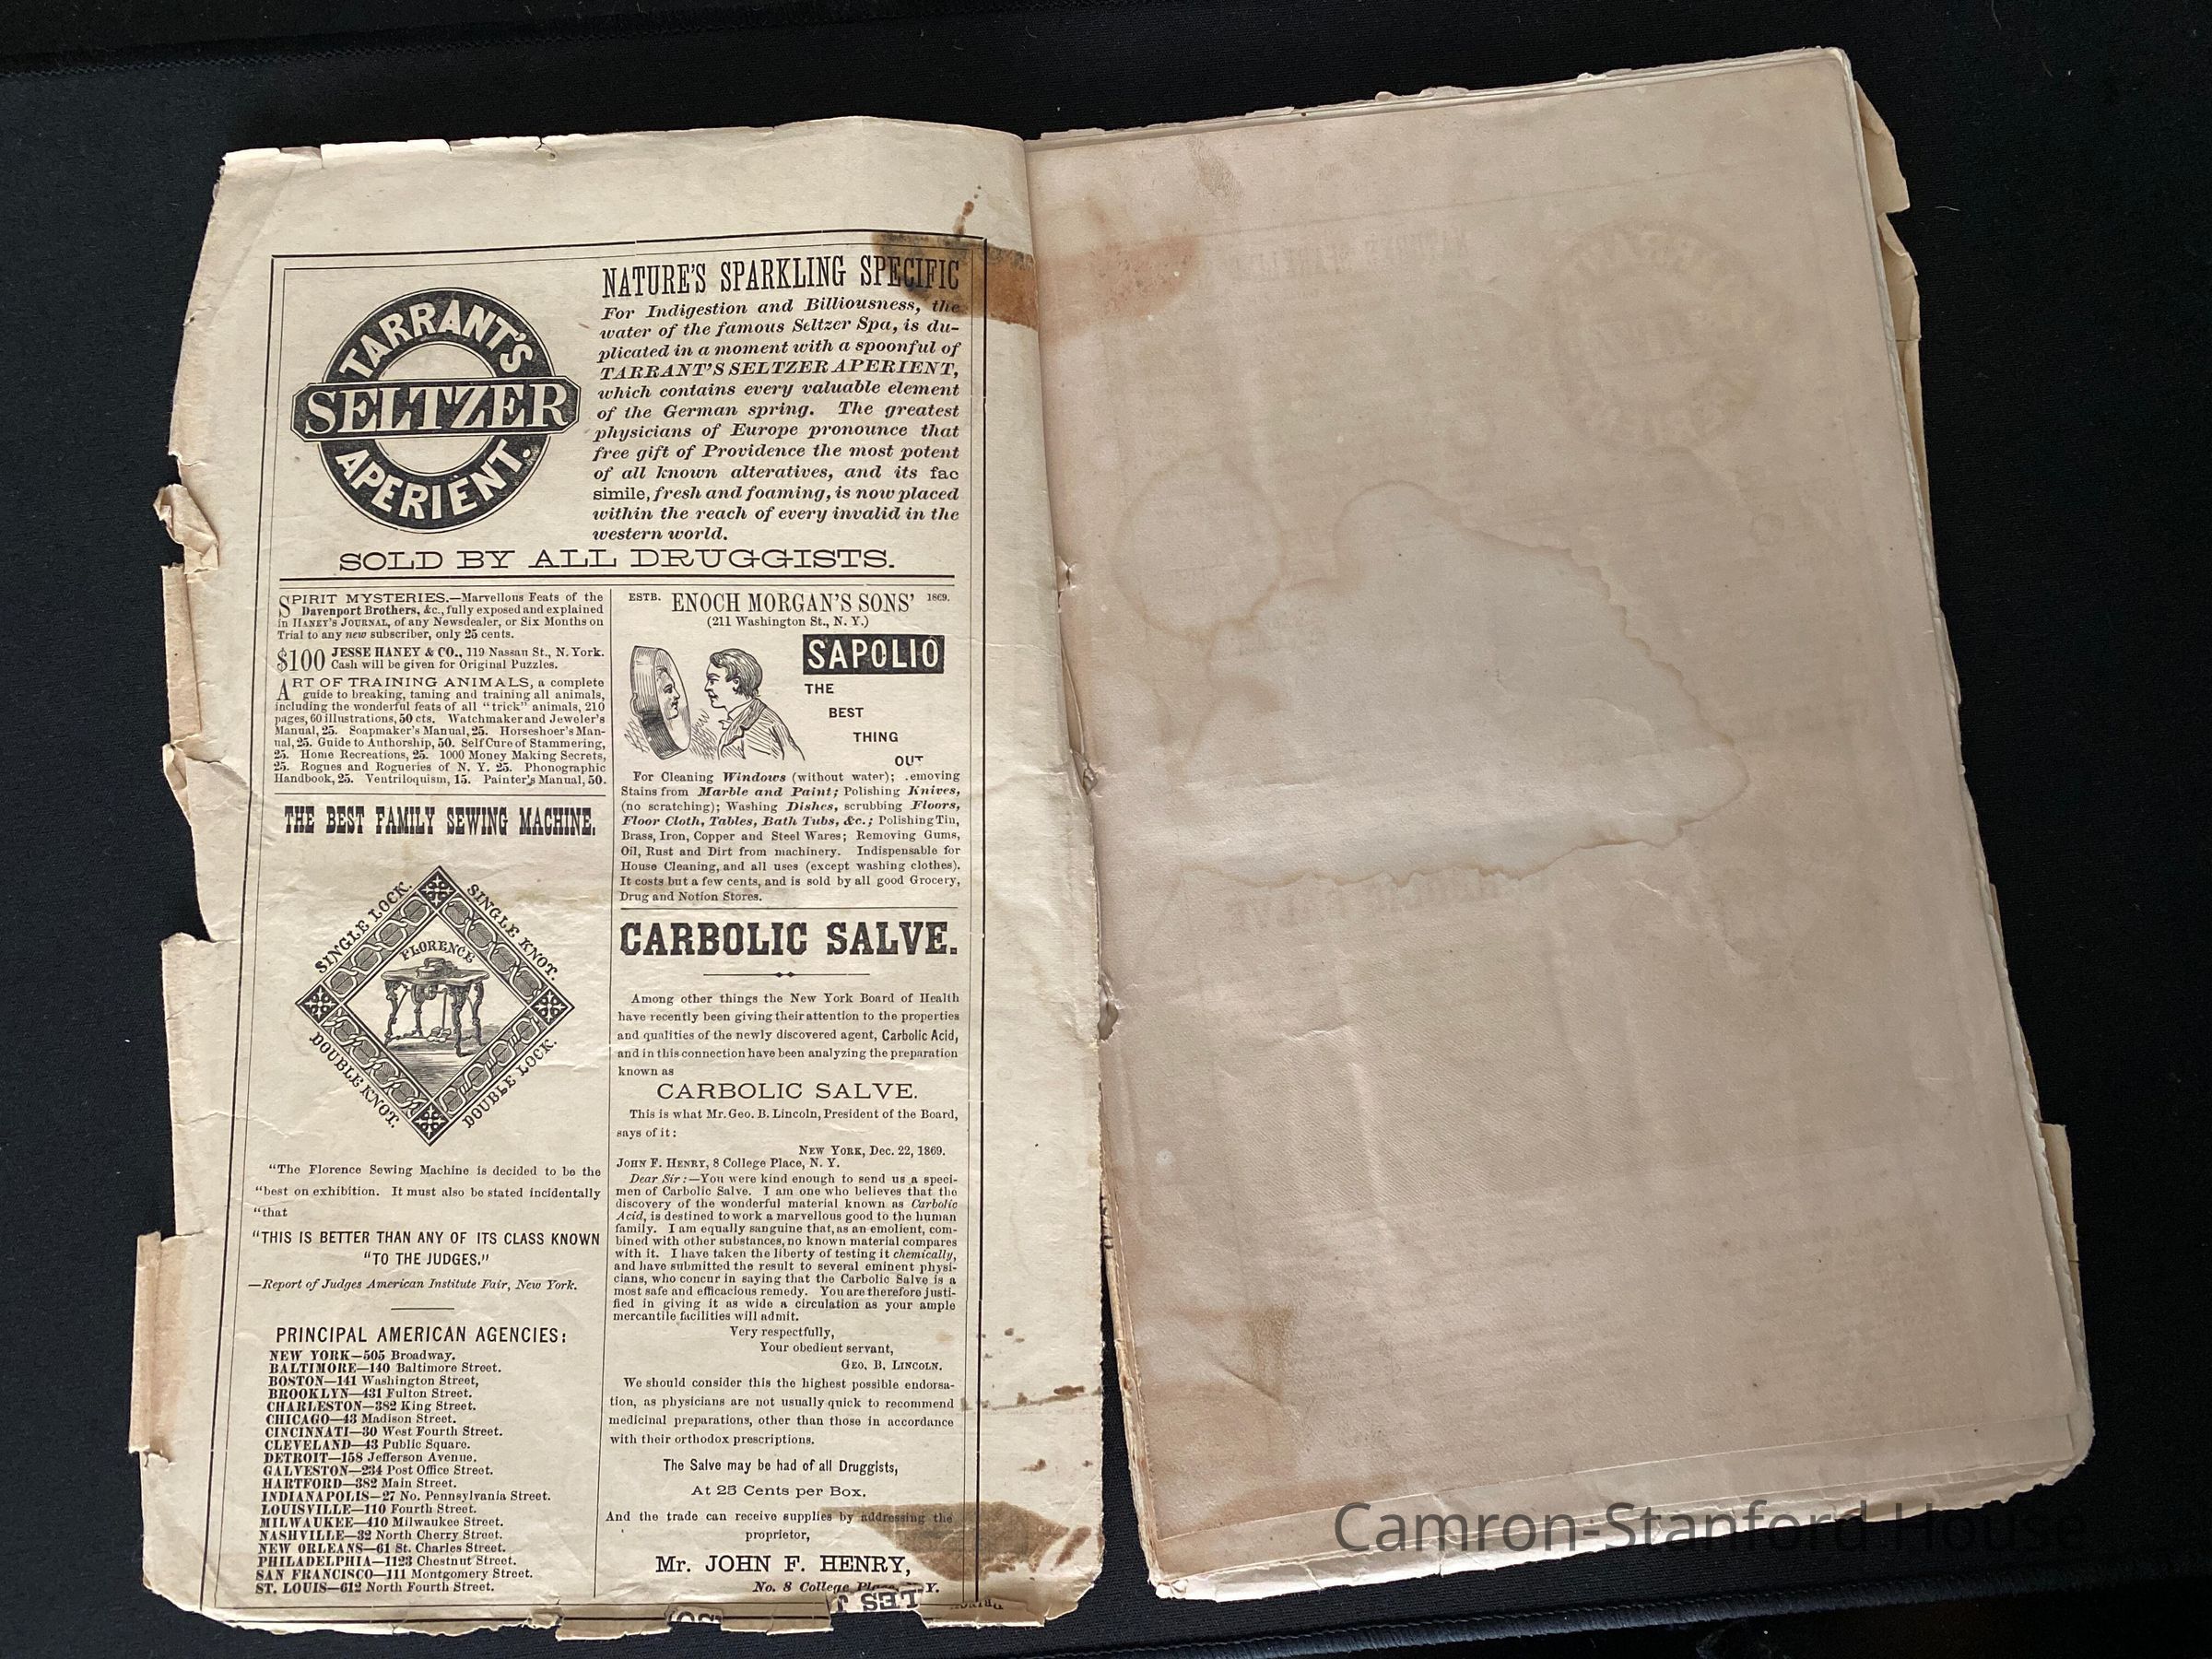 TARRANT'S
SELTZER
APERIENT.
NATURE'S SPARKLING SPECIFIC
For Indigestion and Billiousness, the
water of the famous Seltzer Spa, is du-
plicated in a moment with a spoonful of
TARRANT'S SELTZER APERIENT,
which contains every valuable element
of the German spring. The greatest
physicians of Europe pronounce that
free gift of Providence the most potent
of all known alteratives, and its fac
simile, fresh and foaming, is now placed
within the reach of every invalid in the
western world.
SOLD BY ALL DRUGGISTS.
SPIRIT MYSTERIES.—Marvellous Feats of the
Davenport Brothers, &c., fully exposed and explained
in HANEY'S JOURNAL, of any Newsdealer, or Six Months on
Trial to any new subscriber, only 25 cents.
$100 JESSE HANEY & CO., 119 Nassau St., N. York.
Cash will be given for Original Puzzles.
ART OF TRAINING ANIMALS, a complete
guide to breaking, taming and training all animals,
including the wonderful feats of all "trick" animals, 210
pages, 60 illustrations, 50 cts. Watchmaker and Jeweler's
Manual, 25. Soapmaker's Manual, 25. Horseshoer's Man-
ual, 25. Guide to Authorship, 50. Self Cure of Stammering,
25. Home Recreations, 25. 1000 Money Making Secrets,
25. Rogues and Rogueries of N. Y. 25. Phonographic
Handbook, 25. Ventriloquism, 15. Painter's Manual, 50.
THE BEST FAMILY SEWING MACHINE.
SINGLE LOCK.
SINGLE KNOT.
FLORENCE
DOUBLE KNOT.
DOUBLE LOCK.
"The Florence Sewing Machine is decided to be the
"best on exhibition. It must also be stated incidentally
"that
"THIS IS BETTER THAN ANY OF ITS CLASS KNOWN
"TO THE JUDGES."
—Report of Judges American Institute Fair, New York.
PRINCIPAL AMERICAN AGENCIES:
NEW YORK—505 Broadway.
BALTIMORE—140 Baltimore Street.
BOSTON—141 Washington Street,
BROOKLYN—431 Fulton Street.
CHARLESTON—382 King Street.
CHICAGO—43 Madison Street.
CINCINNATI—30 West Fourth Street.
CLEVELAND—43 Public Square.
DETROIT—158 Jefferson Avenue.
GALVESTON—234 Post Office Street.
HARTFORD—382 Main Street.
INDIANAPOLIS—27 No. Pennsylvania Street.
LOUISVILLE—110 Fourth Street.
MILWAUKEE—410 Milwaukee Street.
NASHVILLE—32 North Cherry Street.
NEW ORLEANS—61 St. Charles Street.
PHILADELPHIA—1123 Chestnut Street.
SAN FRANCISCO—111 Montgomery Street.
ST. LOUIS—612 North Fourth Street.
ESTB. ENOCH MORGAN'S SONS' 1869.
(211 Washington St., N. Y.)
SAPOLIO
THE
BEST
THING
OUT
For Cleaning Windows (without water); .emoving
Stains from Marble and Paint; Polishing Knives,
(no scratching); Washing Dishes, scrubbing Floors,
Floor Cloth, Tables, Bath Tubs, &c.; Polishing Tin,
Brass, Iron, Copper and Steel Wares; Removing Gums,
Oil, Rust and Dirt from machinery. Indispensable for
House Cleaning, and all uses (except washing clothes).
It costs but a few cents, and is sold by all good Grocery,
Drug and Notion Stores.
CARBOLIC SALVE.
Among other things the New York Board of Health
have recently been giving their attention to the properties
and qualities of the newly discovered agent, Carbolic Acid,
and in this connection have been analyzing the preparation
known as
CARBOLIC SALVE.
This is what Mr. Geo. B. Lincoln, President of the Board,
says of it:
NEW YORK, Dec. 22, 1869.
JOHN F. HENRY, 8 College Place, N. Y.
Dear Sir:—You were kind enough to send us a speci-
men of Carbolic Salve. I am one who believes that the
discovery of the wonderful material known as Carbolic
Acid, is destined to work a marvellous good to the human
family. I am equally sanguine that, as an emolient, com-
bined with other substances, no known material compares
with it. I have taken the liberty of testing it chemically,
and have submitted the result to several eminent physi-
cians, who concur in saying that the Carbolic Salve is a
most safe and efficacious remedy. You are therefore justi-
fied in giving it as wide a circulation as your ample
mercantile facilities will admit.
Very respectfully,
Your obedient servant,
GEO. B. LINCOLN.
We should consider this the highest possible endorsa-
tion, as physicians are not usually quick to recommend
medicinal preparations, other than those in accordance
with their orthodox prescriptions.
The Salve may be had of all Druggists,
At 25 Cents per Box,
And the trade can receive supplies by addressing the
proprietor,
Mr. JOHN F. HENRY,
No. 8 College Place, N.Y.
Camron-Stanford House